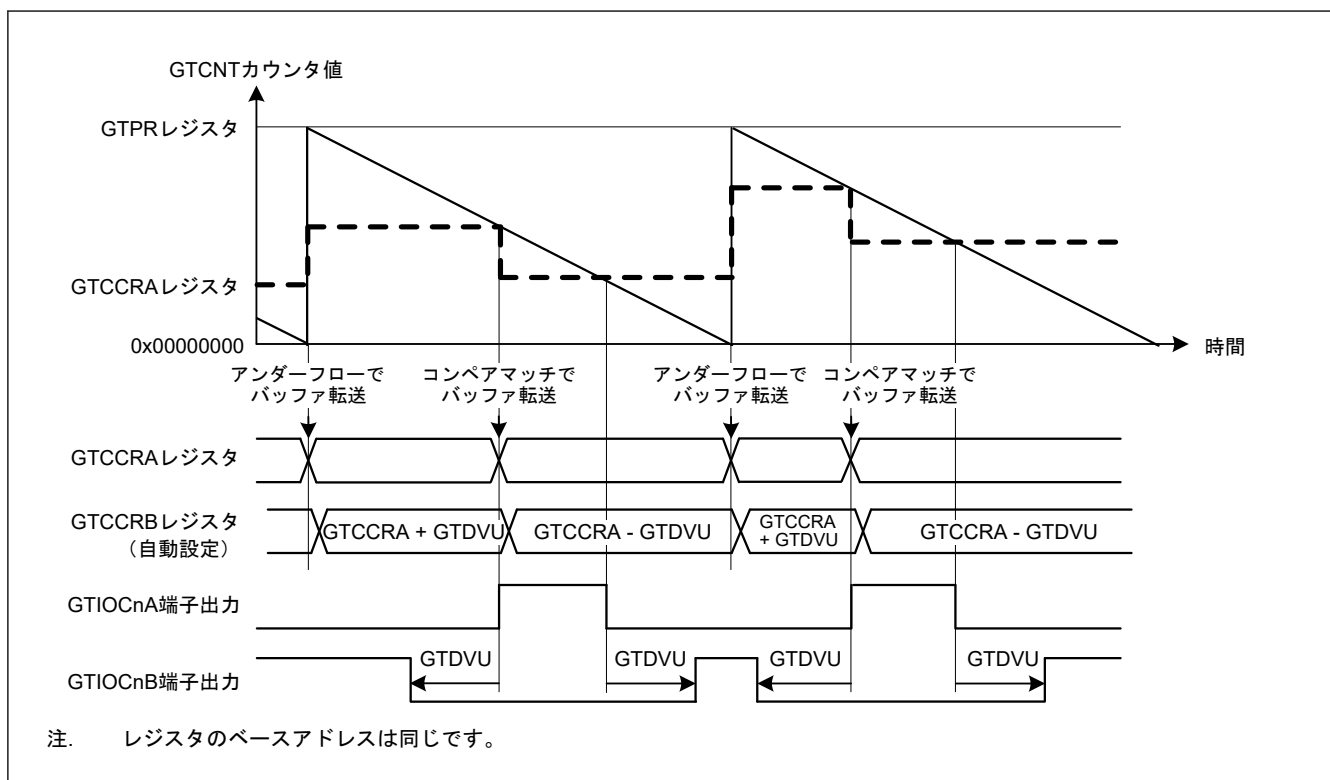 GTCNTカウンタ値
GTPRレジスタ
GTCCRAレジスタ
0x00000000
時間
アンダーフローで
バッファ転送
コンペアマッチで
バッファ転送
アンダーフローで
バッファ転送
コンペアマッチで
バッファ転送
GTCCRAレジスタ
GTCCRBレジスタ
（自動設定）
GTCCRA + GTDVU
GTCCRA - GTDVU
GTCCRA
+ GTDVU
GTCCRA - GTDVU
GTIOCnA端子出力
GTIOCnB端子出力
GTDVU
GTDVU
GTDVU
GTDVU
注. レジスタのベースアドレスは同じです。